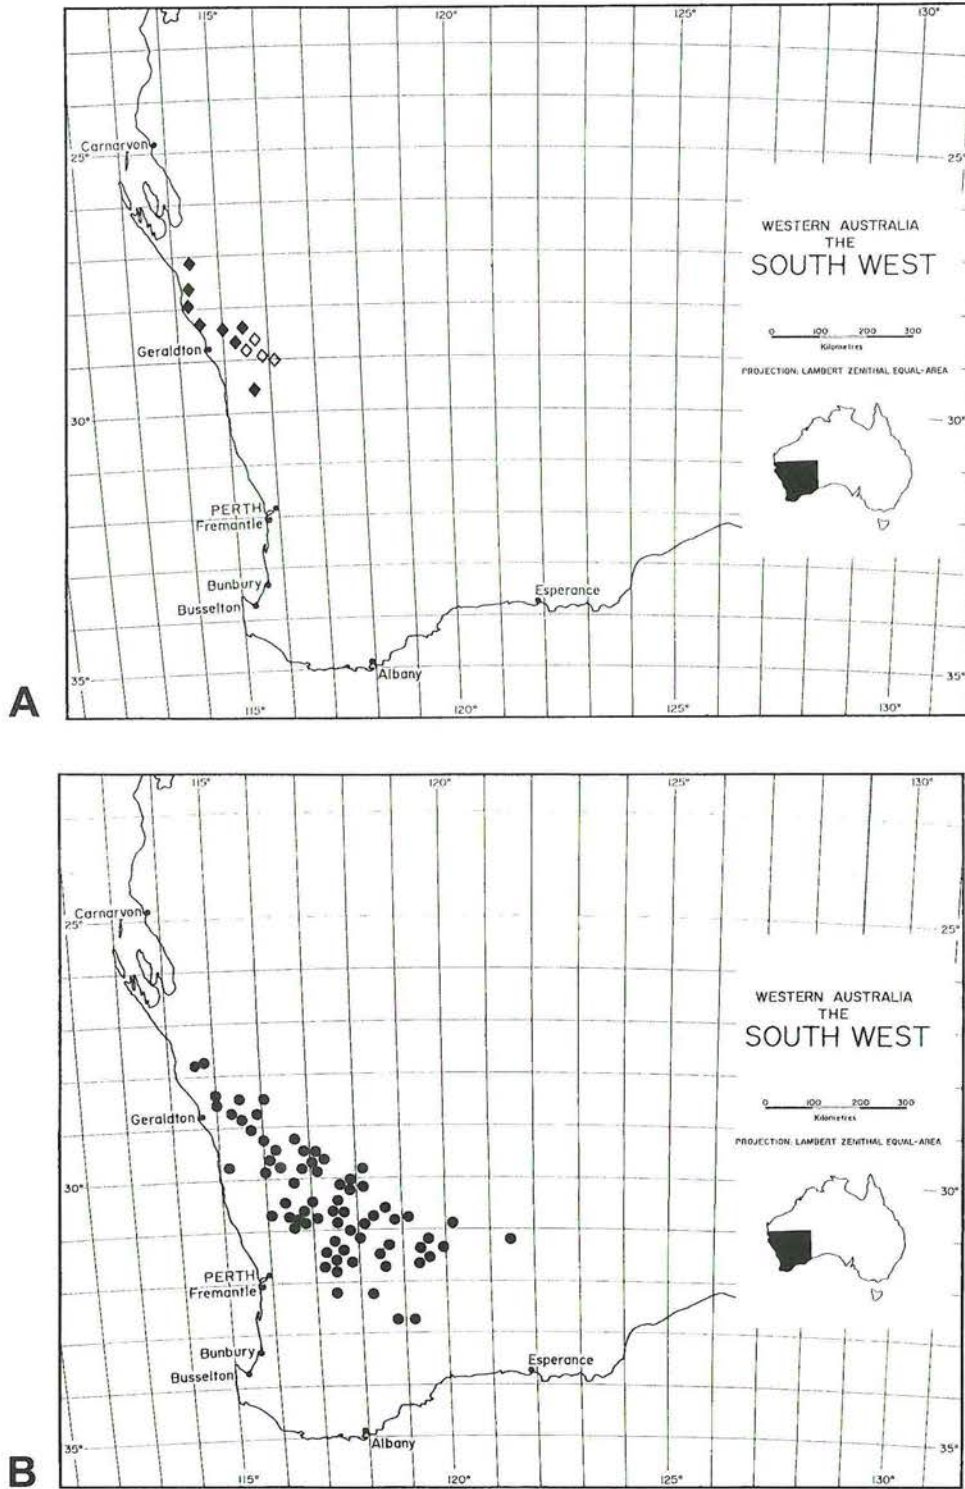 115°
120°
125°
130°
Carnarvon
25°
25°
WESTERN AUSTRALIA
THE
SOUTH WEST
0 100 200 300
Kilometres
Geraldton
PROJECTION: LAMBERT ZENITHAL EQUAL-AREA
30°
30°
PERTH
Fremantle
Bunbury
Busselton
Esperance
Albany
35°
35°
A
115°
120°
125°
130°
115°
120°
125°
130°
Carnarvon
25°
25°
WESTERN AUSTRALIA
THE
SOUTH WEST
0 100 200 300
Kilometres
Geraldton
PROJECTION: LAMBERT ZENITHAL EQUAL-AREA
30°
30°
PERTH
Fremantle
Bunbury
Busselton
Esperance
Albany
35°
35°
B
115°
120°
125°
130°